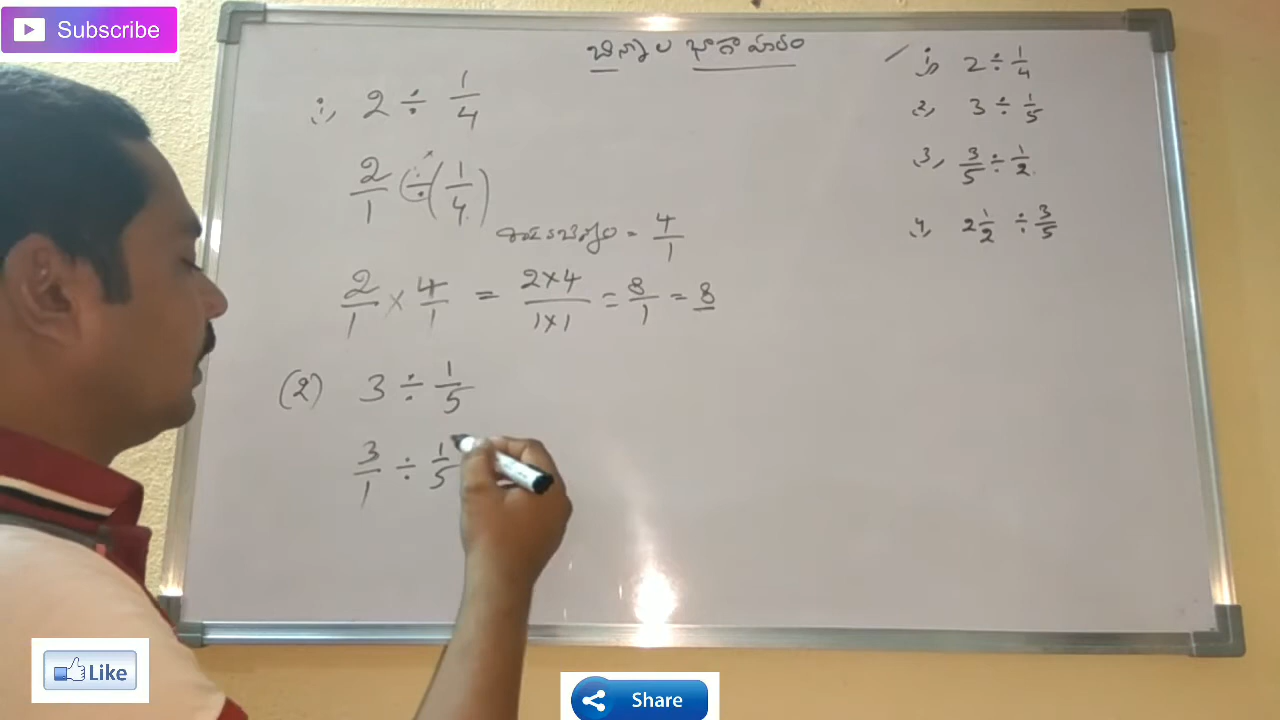 Subscribe
భిన్నాల భాగాహారం
1, 2 ÷ 1/4
2/1 ÷ (1/4)
= 4/1
2/1 × 4/1 = 2×4/1×1 = 8/1 = 8
(2) 3 ÷ 1/5
3/1 ÷ 1/5
1, 2 ÷ 1/4
2, 3 ÷ 1/5
3, 3/5 ÷ 1/2
4, 2 1/2 ÷ 3/5
Like
Share